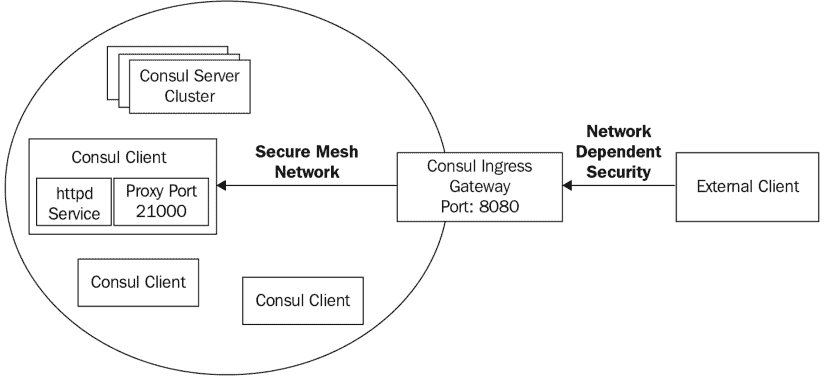 Consul Server
Cluster
Consul Client
httpd
Service
Proxy Port
21000
Secure Mesh
Network
Consul Ingress
Gateway
Port: 8080
Network
Dependent
Security
External Client
Consul Client
Consul Client